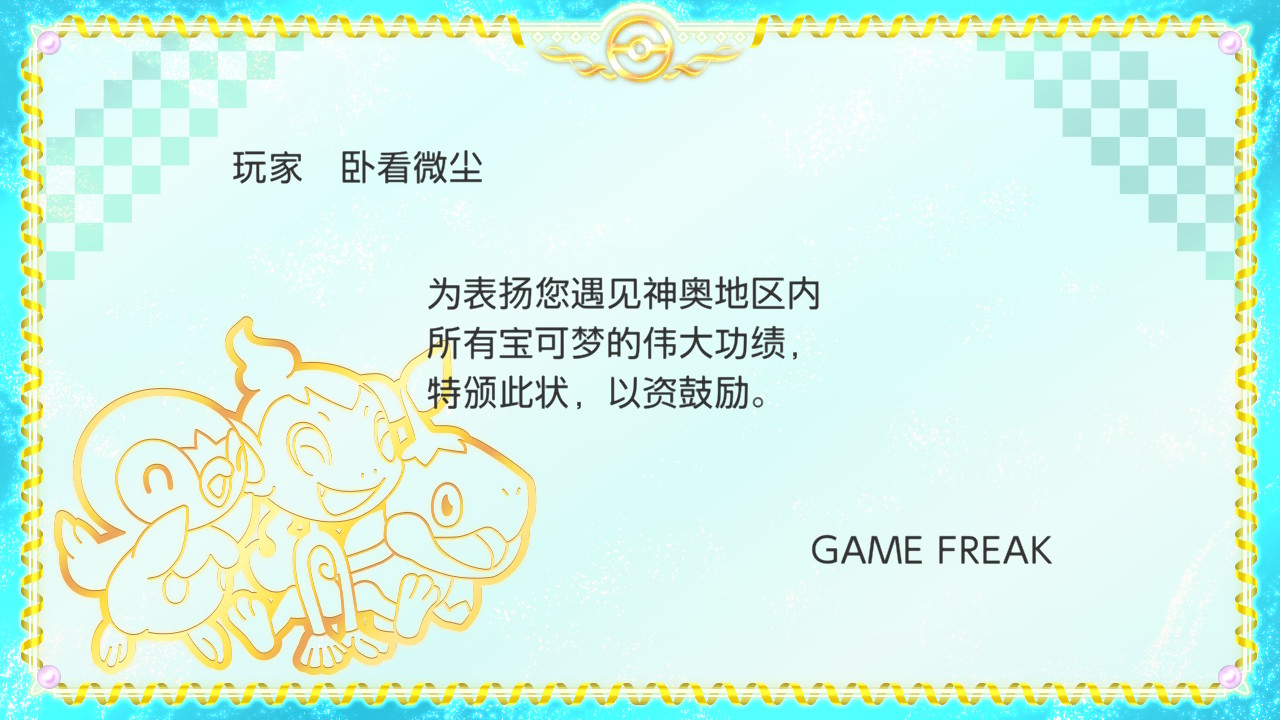 玩家　卧看微尘
为表扬您遇见神奥地区内
所有宝可梦的伟大功绩，
特颁此状，以资鼓励。
GAME FREAK